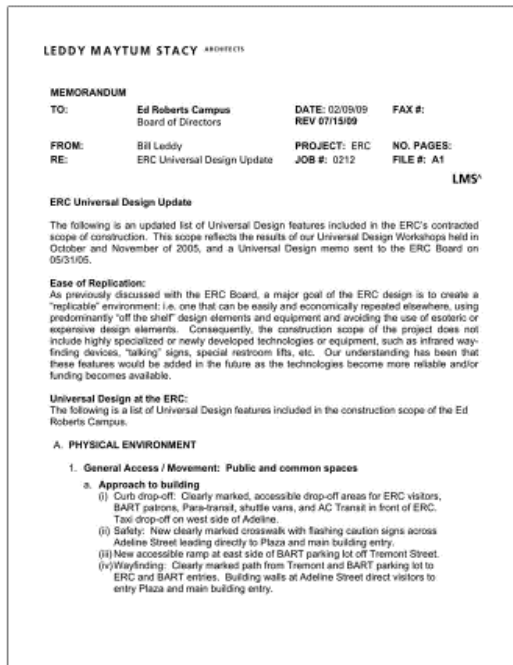 LEDDY MAYTUM STACY ARCHITECTS
MEMORANDUM
TO: Ed Roberts Campus DATE: 02/09/09 FAX #:
Board of Directors REV 07/15/09
FROM: Bill Leddy PROJECT: ERC NO. PAGES:
RE: ERC Universal Design Update JOB #: 0212 FILE #: A1
LMSA
ERC Universal Design Update
The following is an updated list of Universal Design features included in the ERC's contracted
scope of construction. This scope reflects the results of our Universal Design Workshops held in
October and November of 2005, and a Universal Design memo sent to the ERC Board on
05/31/05.
Ease of Replication:
As previously discussed with the ERC Board, a major goal of the ERC design is to create a
"replicable" environment: i.e. one that can be easily and economically repeated elsewhere, using
predominantly "off the shelf" design elements and equipment and avoiding the use of esoteric or
expensive design elements. Consequently, the construction scope of the project does not
include highly specialized or newly developed technologies or equipment, such as infrared way-
finding devices, "talking" signs, special restroom lifts, etc. Our understanding has been that
these features would be added in the future as the technologies become more reliable and/or
funding becomes available.
Universal Design at the ERC:
The following is a list of Universal Design features included in the construction scope of the Ed
Roberts Campus.
A. PHYSICAL ENVIRONMENT
1. General Access / Movement: Public and common spaces
a. Approach to building
(i) Curb drop-off: Clearly marked, accessible drop-off areas for ERC visitors,
BART patrons, Para-transit, shuttle vans, and AC Transit in front of ERC.
Taxi drop-off on west side of Adeline.
(ii) Safety: New clearly marked crosswalk with flashing caution signs across
Adeline Street leading directly to Plaza and main building entry.
(iii) New accessible ramp at east side of BART parking lot off Tremont Street.
(iv) Wayfinding: Clearly marked path from Tremont and BART parking lot to
ERC and BART entries. Building walls at Adeline Street direct visitors to
entry Plaza and main building entry.